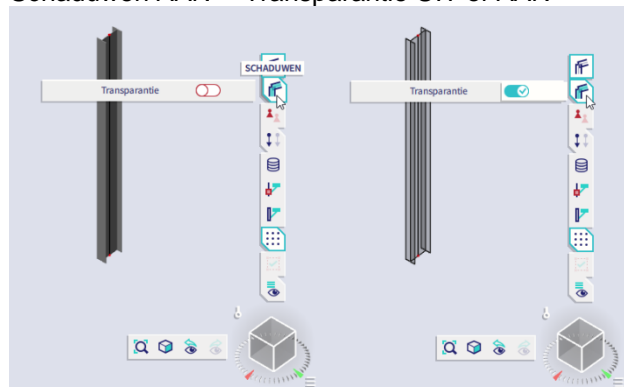 Schaduwen AAN – Transparantie UIT of AAN
SCHADUWEN
Transparantie
Transparantie